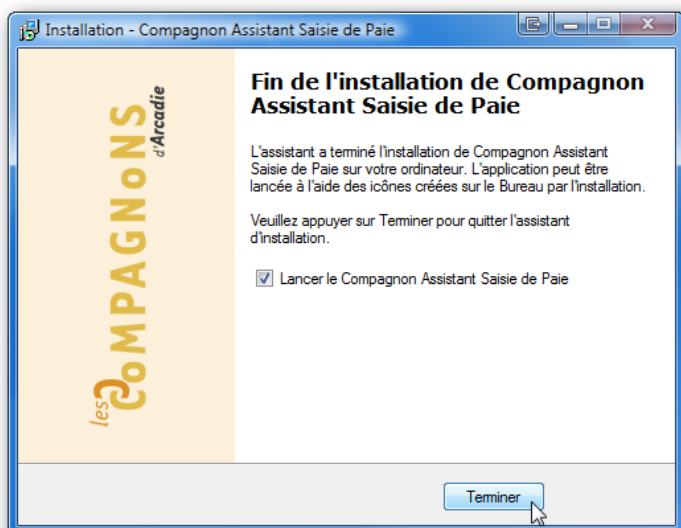 Installation - Compagnon Assistant Saisie de Paie
les CoMPAGNoNS
d'Arcadie
Fin de l'installation de Compagnon
Assistant Saisie de Paie
L'assistant a terminé l'installation de Compagnon Assistant
Saisie de Paie sur votre ordinateur. L'application peut être
lancée à l'aide des icônes créées sur le Bureau par l'installation.
Veuillez appuyer sur Terminer pour quitter l'assistant
d'installation.
Lancer le Compagnon Assistant Saisie de Paie
Terminer